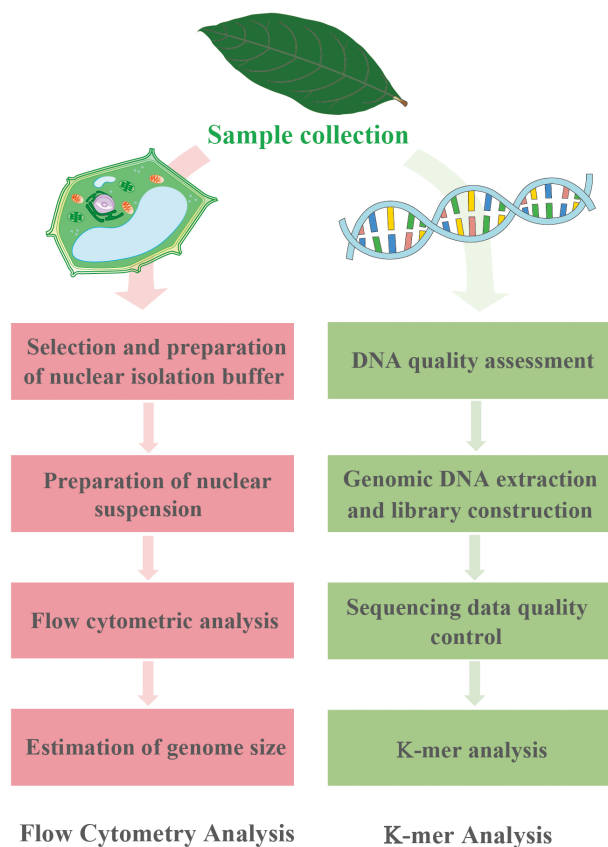 Sample collection
Selection and preparation
of nuclear isolation buffer
Preparation of nuclear
suspension
Flow cytometric analysis
Estimation of genome size
Flow Cytometry Analysis
DNA quality assessment
Genomic DNA extraction
and library construction
Sequencing data quality
control
K-mer analysis
K-mer Analysis